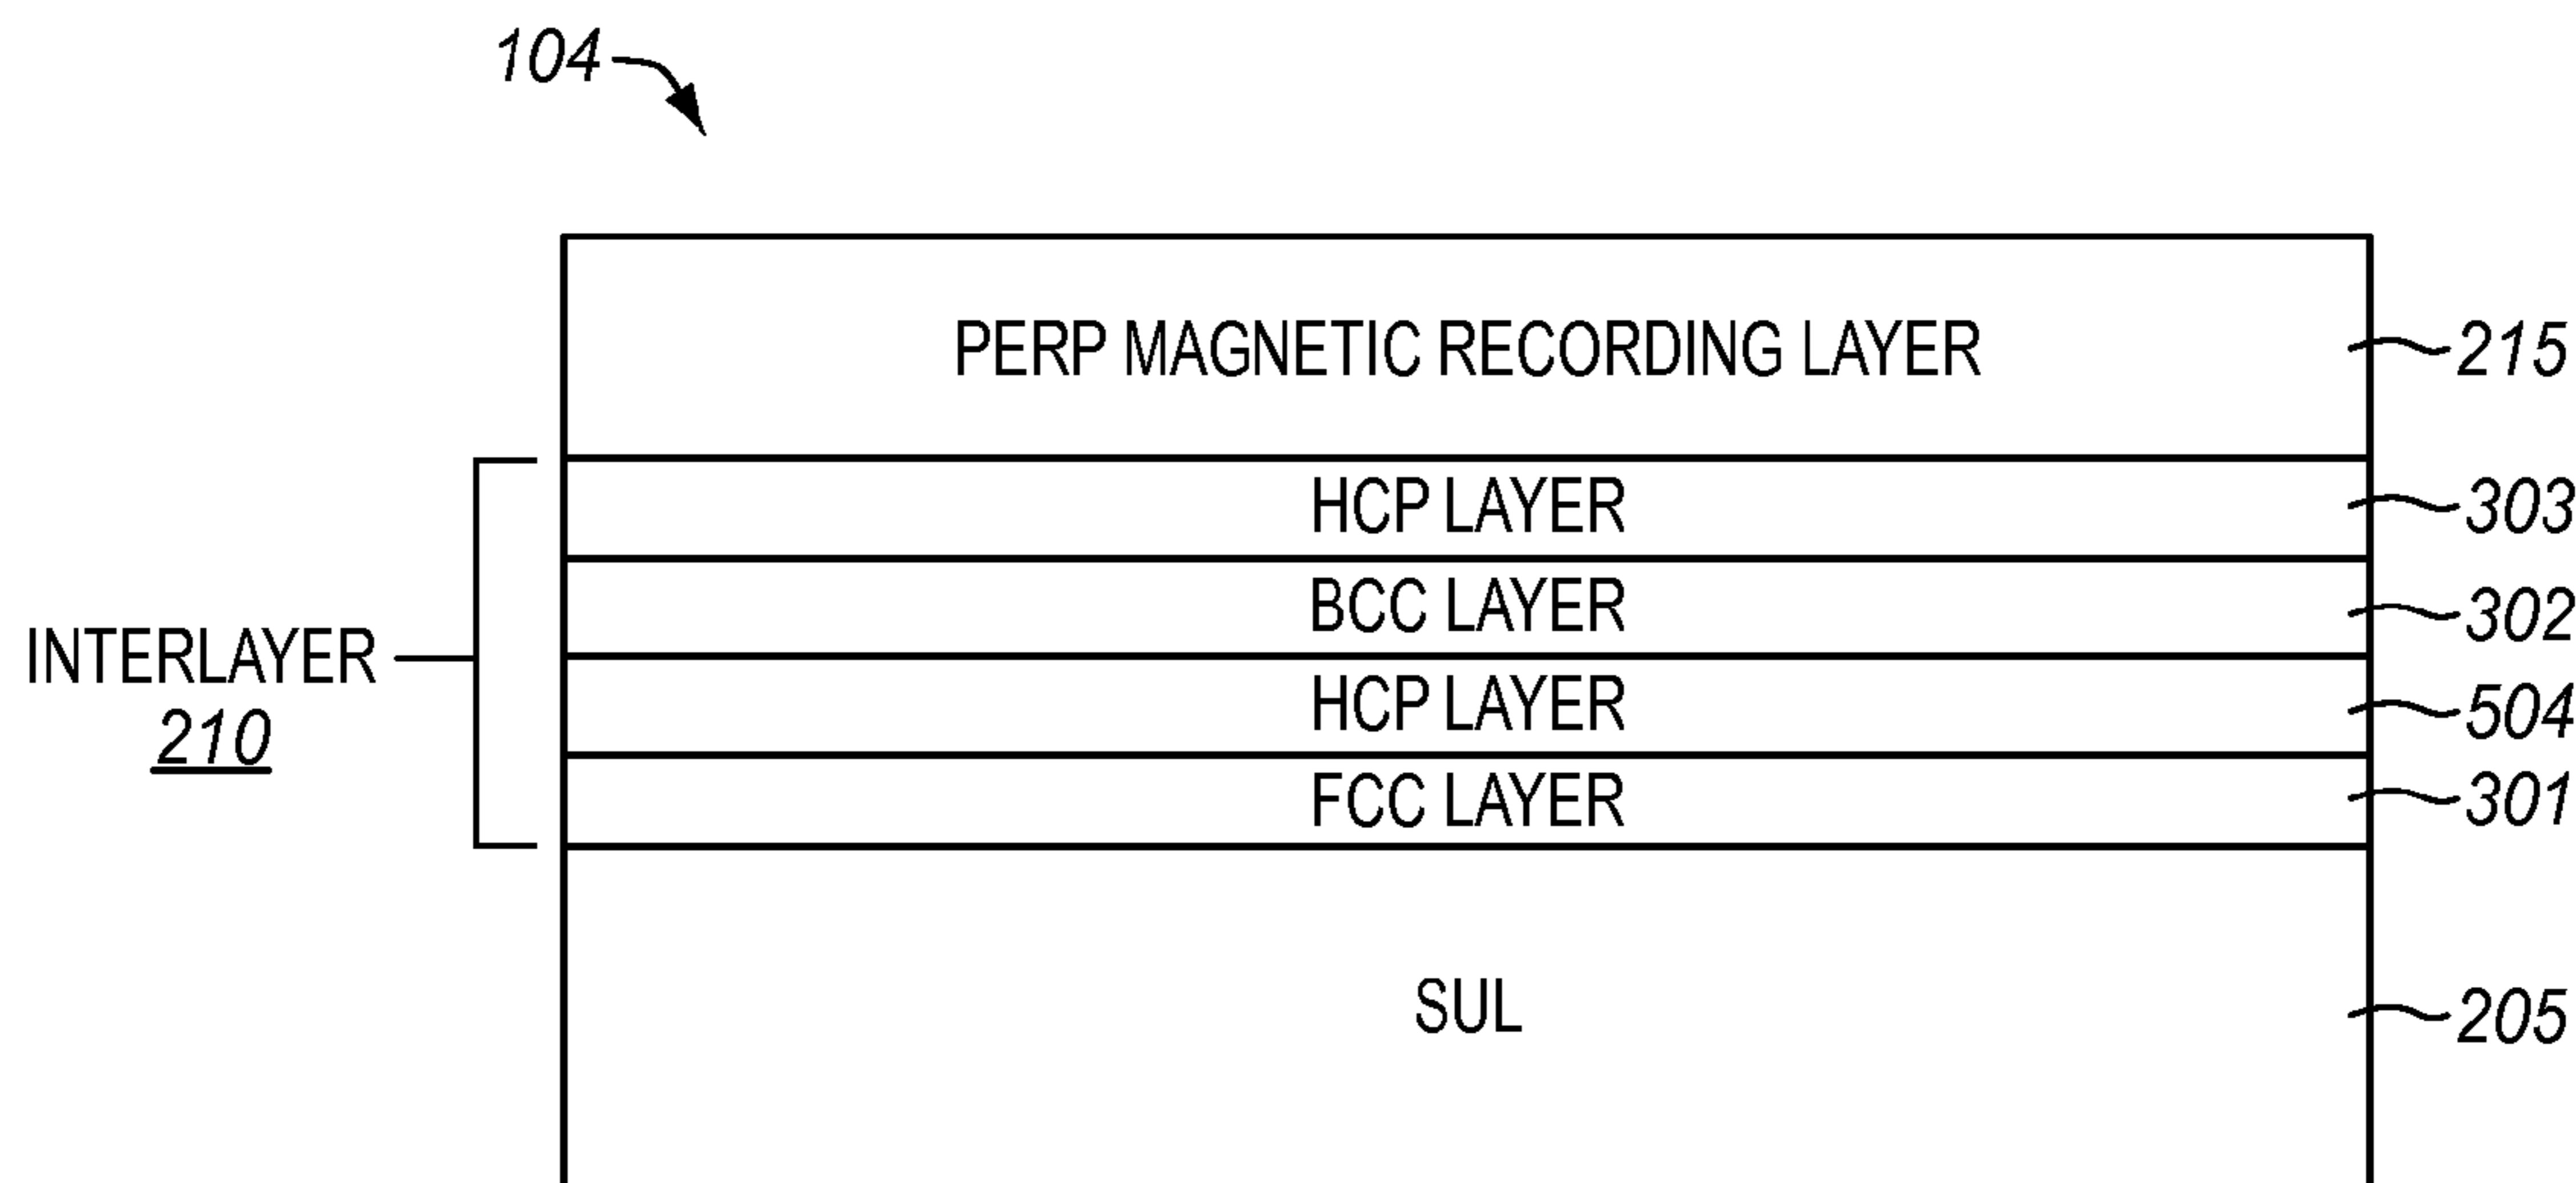 104
PERP MAGNETIC RECORDING LAYER
215
HCP LAYER
303
BCC LAYER
302
INTERLAYER
210
HCP LAYER
504
FCC LAYER
301
SUL
205